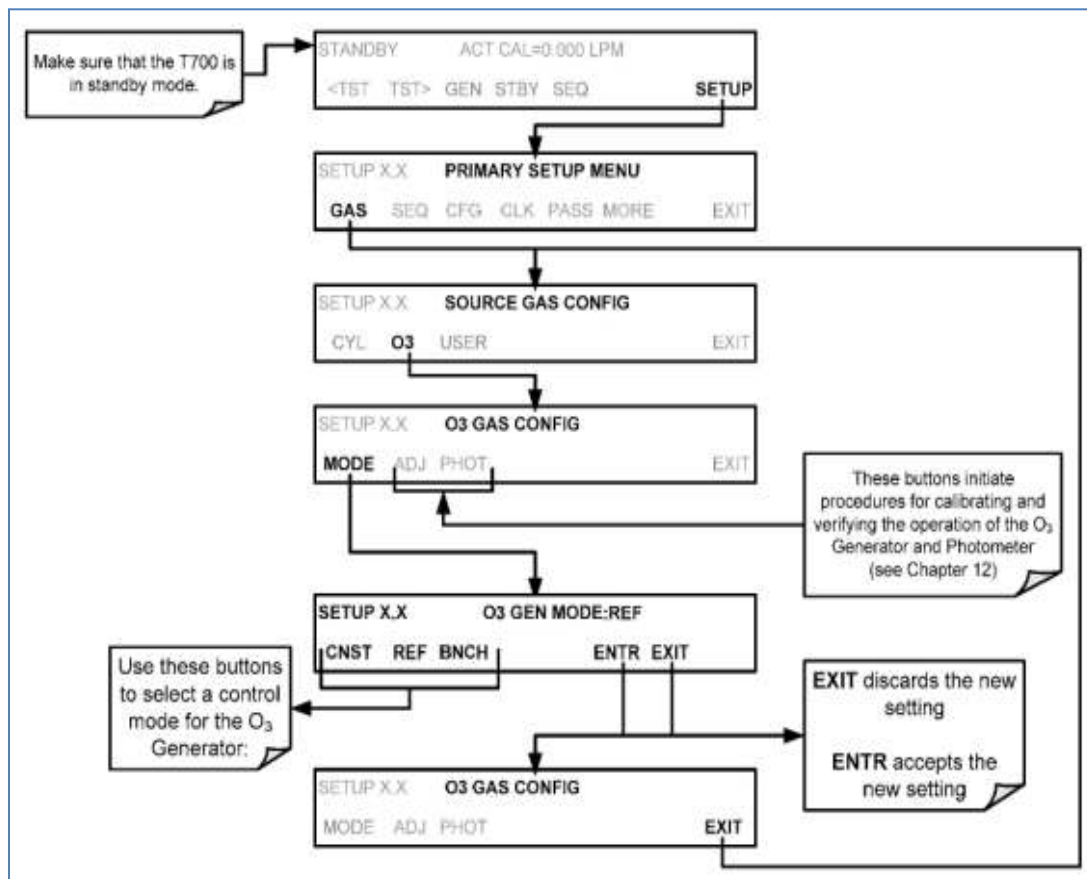 Make sure that the T700 is
in standby mode.
STANDBY ACT CAL=0.000 LPM
<TST TST> GEN STBY SEQ SETUP
SETUP X.X PRIMARY SETUP MENU
GAS SEQ CFG CLK PASS MORE EXIT
SETUP X.X SOURCE GAS CONFIG
CYL O3 USER EXIT
SETUP X.X O3 GAS CONFIG
MODE ADJ PHOT EXIT
These buttons initiate
procedures for calibrating and
verifying the operation of the O₃
Generator and Photometer
(see Chapter 12)
SETUP X.X O3 GEN MODE:REF
CNST REF BNCH ENTR EXIT
Use these buttons
to select a control
mode for the O₃
Generator:
EXIT discards the new
setting
ENTR accepts the
new setting
SETUP X.X O3 GAS CONFIG
MODE ADJ PHOT EXIT